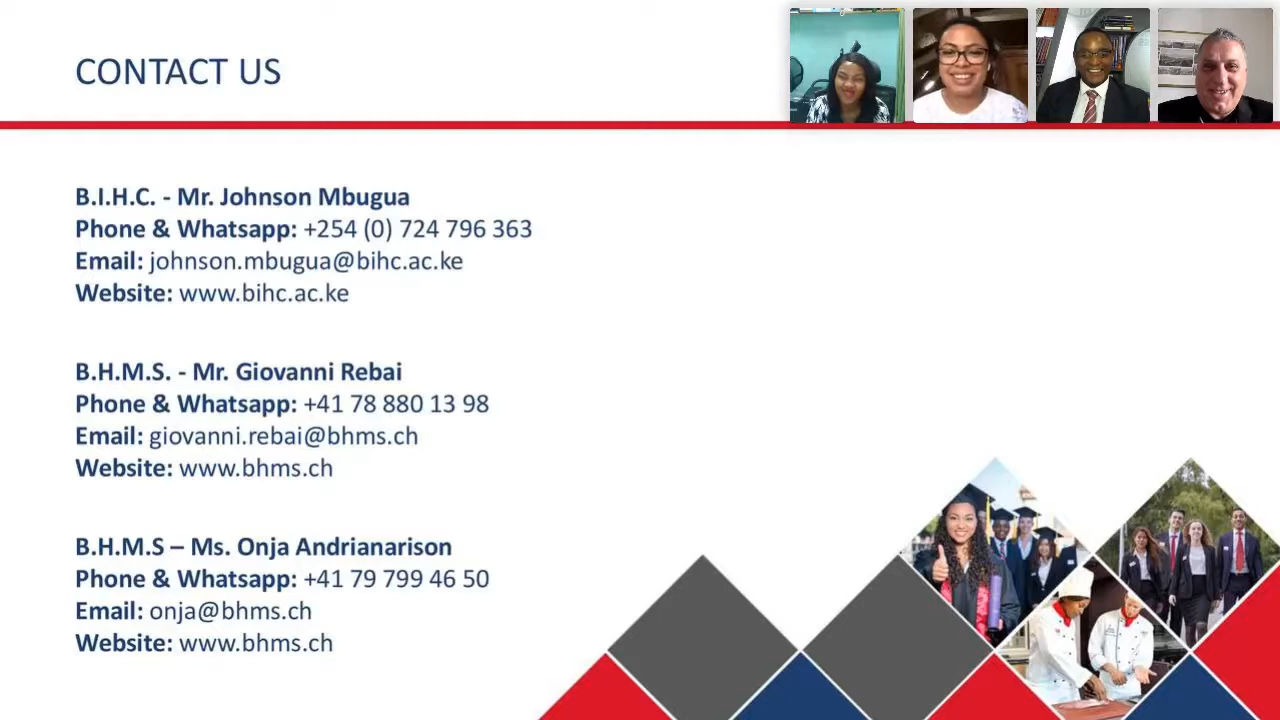 CONTACT US
B.I.H.C. - Mr. Johnson Mbugua
Phone & Whatsapp: +254 (0) 724 796 363
Email: johnson.mbugua@bihc.ac.ke
Website: www.bihc.ac.ke
B.H.M.S. - Mr. Giovanni Rebai
Phone & Whatsapp: +41 78 880 13 98
Email: giovanni.rebai@bhms.ch
Website: www.bhms.ch
B.H.M.S – Ms. Onja Andrianarison
Phone & Whatsapp: +41 79 799 46 50
Email: onja@bhms.ch
Website: www.bhms.ch